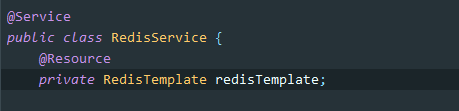 @Service
public class RedisService {
    @Resource
    private RedisTemplate redisTemplate;